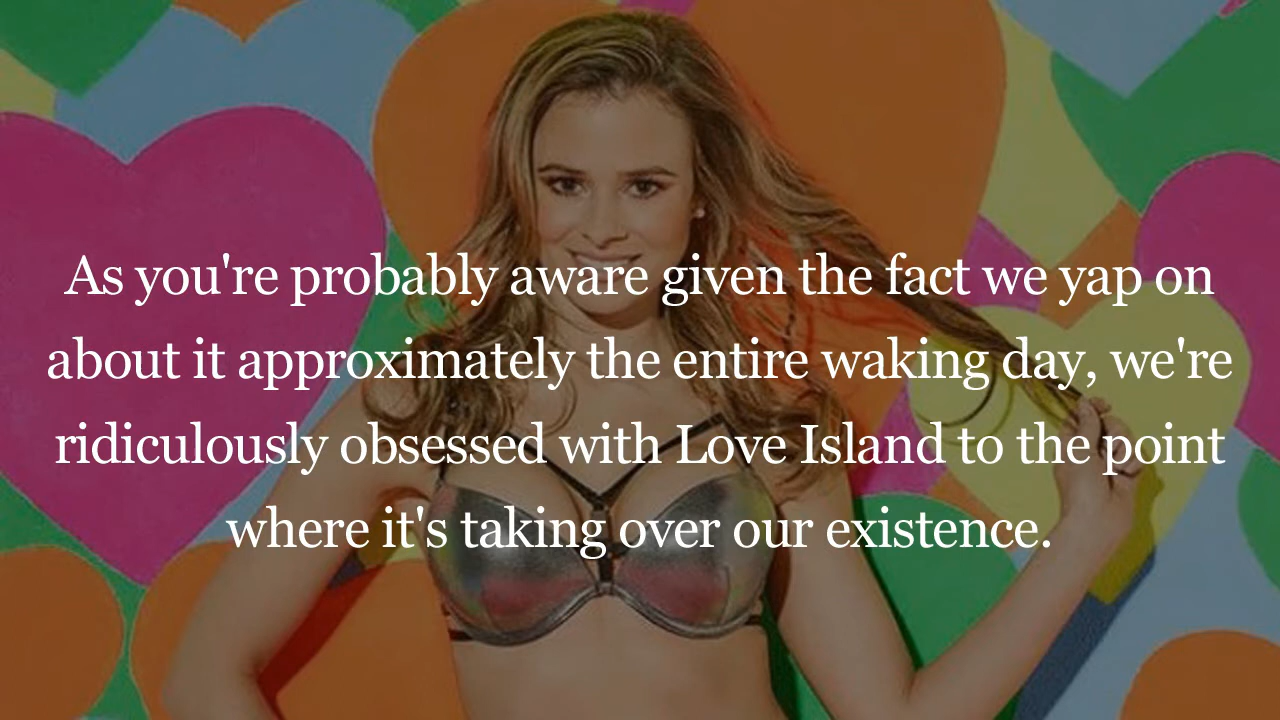 As you're probably aware given the fact we yap on
about it approximately the entire waking day, we're
ridiculously obsessed with Love Island to the point
where it's taking over our existence.